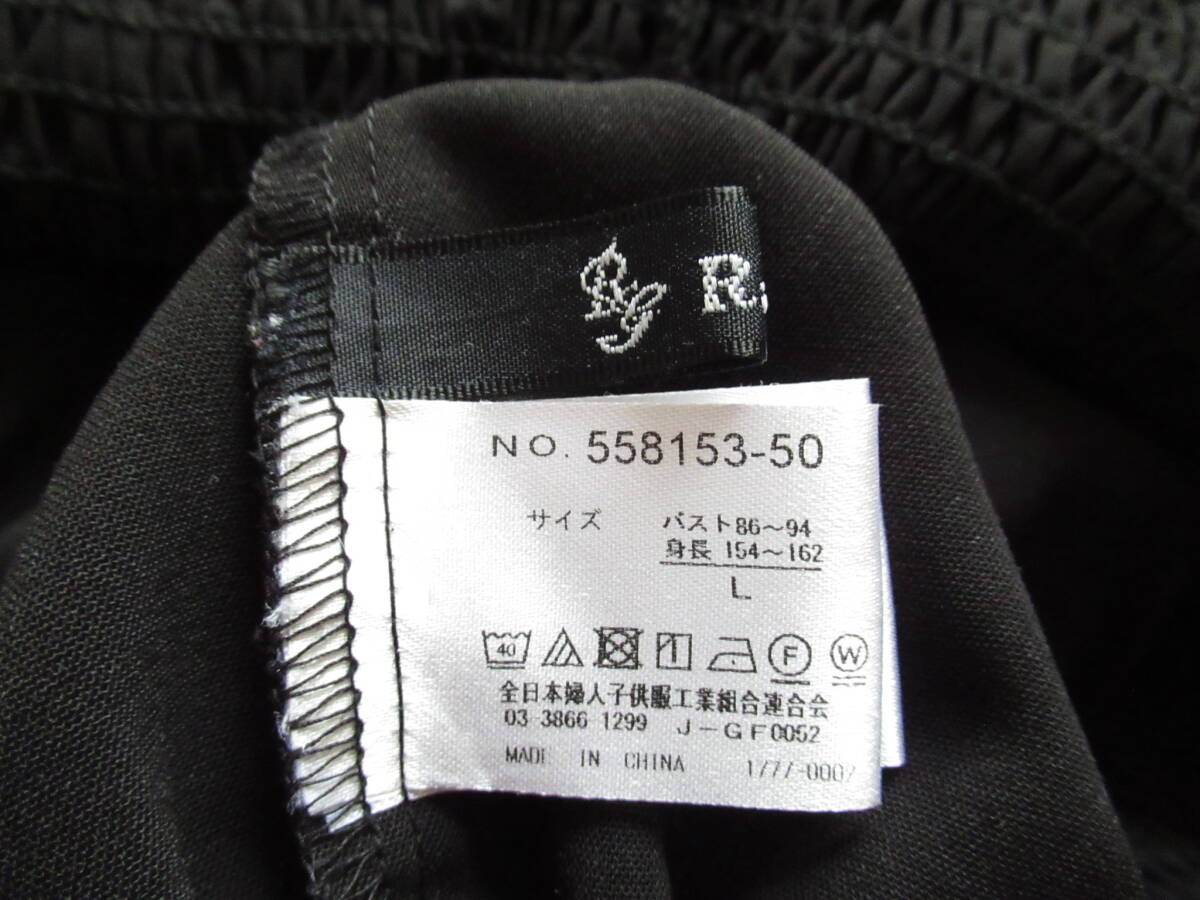 RG R
NO. 558153-50
サイズ バスト86～94
身長 154～162
L
40 F W
全日本婦人子供服工業組合連合会
03 3866 1299 J－GF0052
MADE IN CHINA